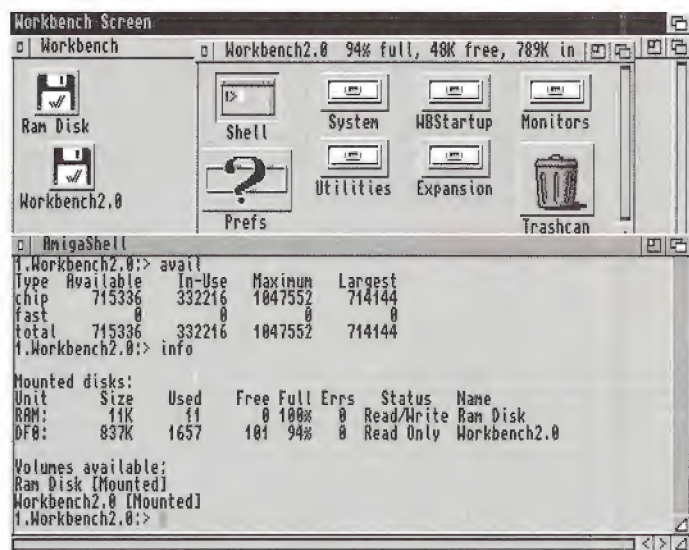 Workbench Screen
Workbench
Workbench2.0 94% full, 48K free, 789K in
Ram Disk
Workbench2.0
Shell
System
WBStartup
Monitors
Prefs
Utilities
Expansion
Trashcan
AmigaShell
1.Workbench2.0:> avail
Type Available In-Use Maximum Largest
chip 715336 332216 1047552 714144
fast 0 0 0 0
total 715336 332216 1047552 714144
1.Workbench2.0:> info
Mounted disks:
Unit Size Used Free Full Errs Status Name
RAM: 11K 11 0 100% 0 Read/Write Ram Disk
DF0: 837K 1657 101 94% 0 Read Only Workbench2.0
Volumes available:
Ram Disk [Mounted]
Workbench2.0 [Mounted]
1.Workbench2.0:>